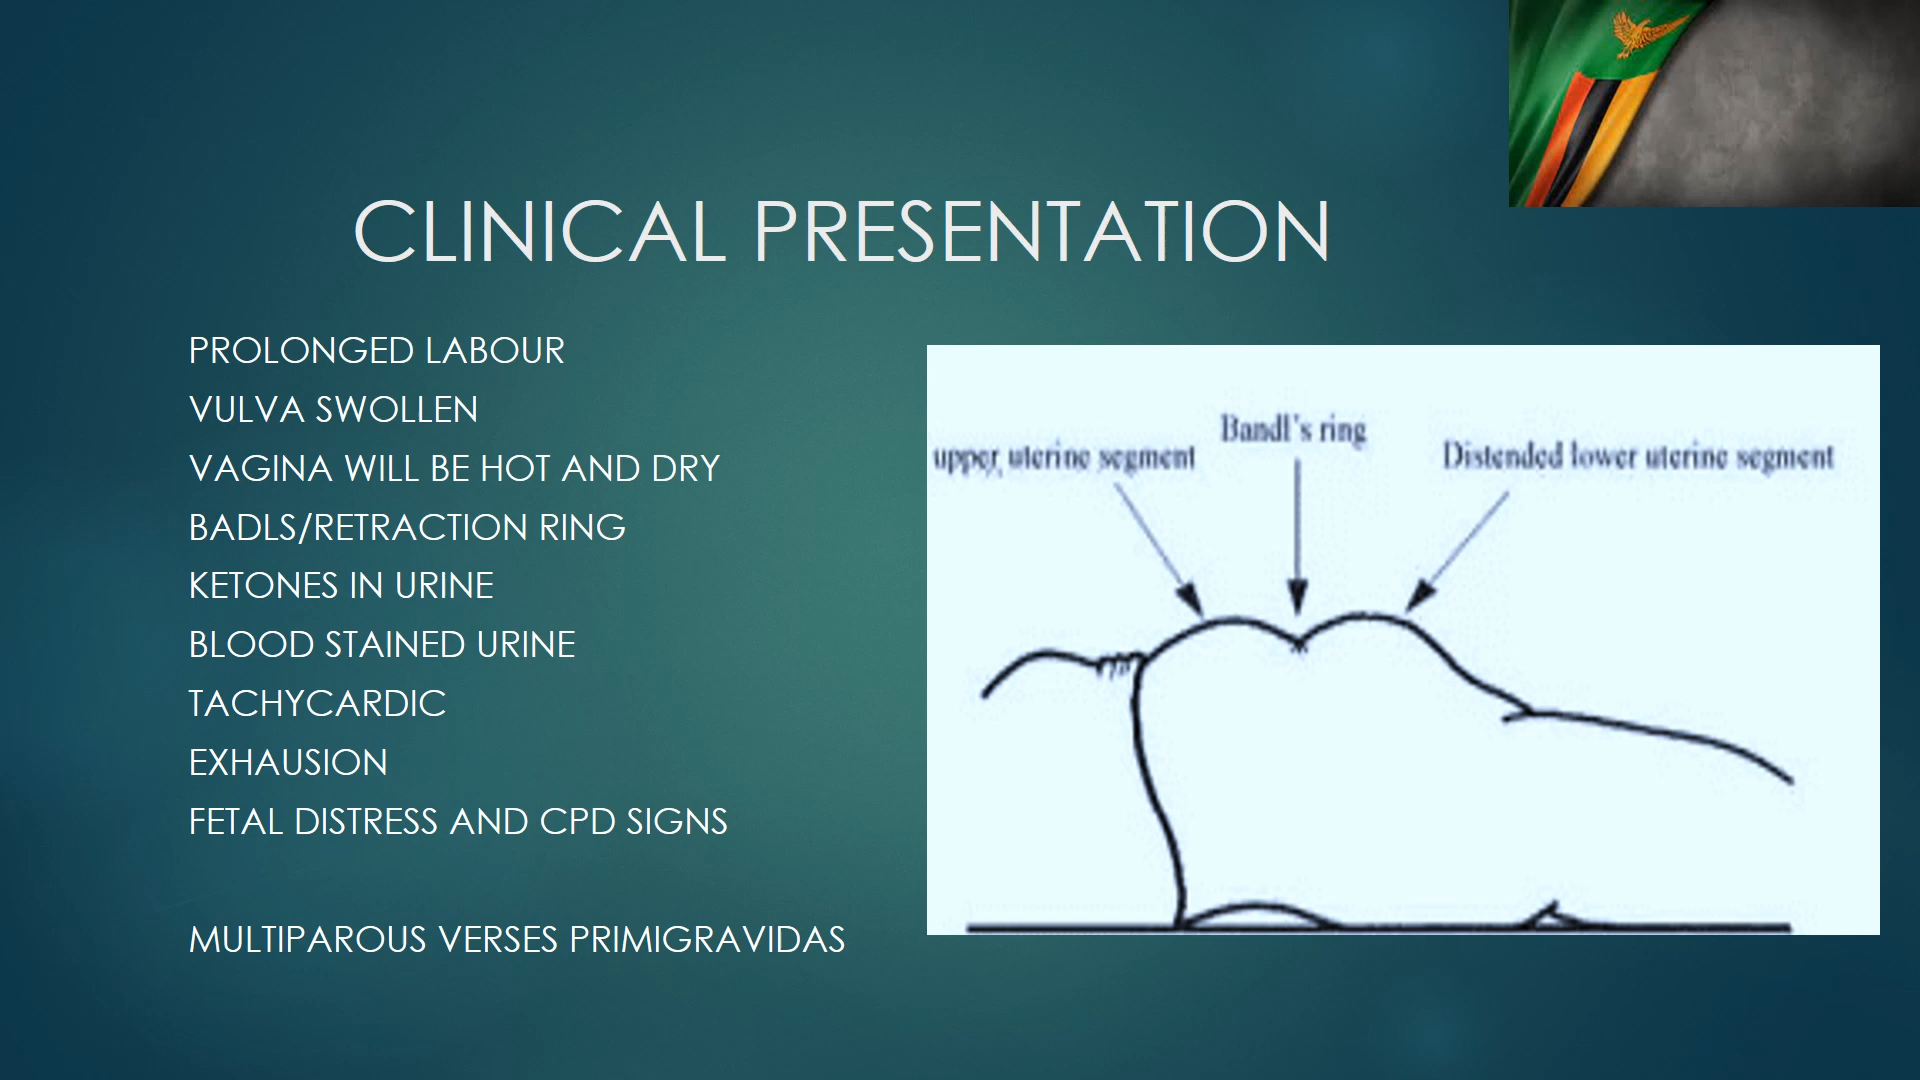 CLINICAL PRESENTATION
PROLONGED LABOUR
VULVA SWOLLEN
VAGINA WILL BE HOT AND DRY
BADLS/RETRACTION RING
KETONES IN URINE
BLOOD STAINED URINE
TACHYCARDIC
EXHAUSION
FETAL DISTRESS AND CPD SIGNS
MULTIPAROUS VERSES PRIMIGRAVIDAS
upper uterine segment
Bandl's ring
Distended lower uterine segment